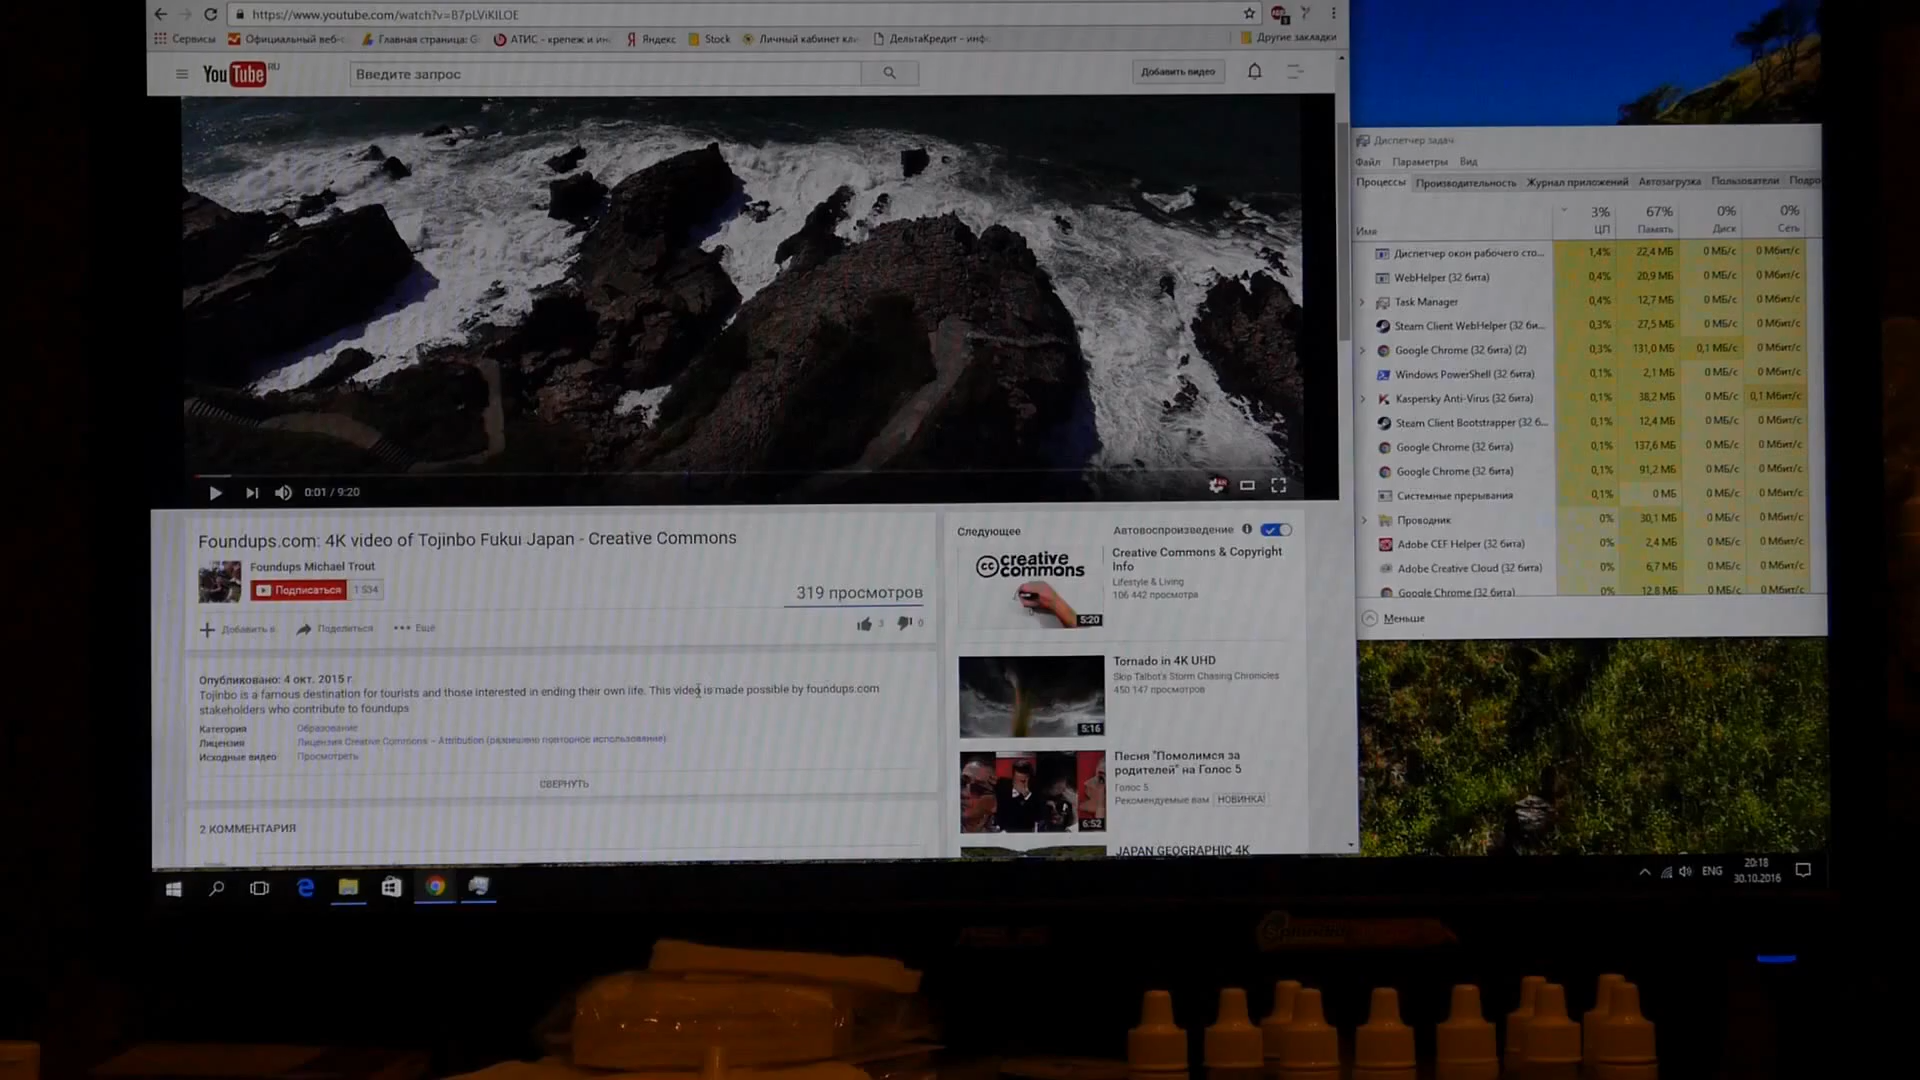 https://www.youtube.com/watch?v=B7pLViKILOE
Сервисы
Официальный веб-с
Главная страница: G
АТИС - крепеж и ин
Яндекс
Stock
Личный кабинет кли
ДельтаКредит - инф
Другие закладки
YouTube RU
Введите запрос
Добавить видео
0:01 / 9:20
Foundups.com: 4K video of Tojinbo Fukui Japan - Creative Commons
Foundups Michael Trout
Подписаться 1 534
319 просмотров
Добавить в
Поделиться
Ещё
3
0
Опубликовано: 4 окт. 2015 г.
Tojinbo is a famous destination for tourists and those interested in ending their own life. This video is made possible by foundups.com
stakeholders who contribute to foundups
Категория Образование
Лицензия Лицензия Creative Commons – Attribution (разрешено повторное использование)
Исходные видео Просмотреть
СВЕРНУТЬ
2 КОММЕНТАРИЯ
Следующее
Автовоспроизведение
creative commons
5:20
Creative Commons & Copyright
Info
Lifestyle & Living
106 442 просмотра
5:16
Tornado in 4K UHD
Skip Talbot's Storm Chasing Chronicles
450 147 просмотров
6:52
Песня "Помолимся за
родителей" на Голос 5
Голос 5
Рекомендуемые вам НОВИНКА!
JAPAN GEOGRAPHIC 4K
Диспетчер задач
Файл Параметры Вид
Процессы Производительность Журнал приложений Автозагрузка Пользователи Подро
3% 67% 0% 0%
Имя ЦП Память Диск Сеть
Диспетчер окон рабочего сто... 1,4% 22,4 МБ 0 МБ/с 0 Мбит/с
WebHelper (32 бита) 0,4% 20,9 МБ 0 МБ/с 0 Мбит/с
Task Manager 0,4% 12,7 МБ 0 МБ/с 0 Мбит/с
Steam Client WebHelper (32 би... 0,3% 27,5 МБ 0 МБ/с 0 Мбит/с
Google Chrome (32 бита) (2) 0,3% 131,0 МБ 0,1 МБ/с 0 Мбит/с
Windows PowerShell (32 бита) 0,1% 2,1 МБ 0 МБ/с 0 Мбит/с
Kaspersky Anti-Virus (32 бита) 0,1% 38,2 МБ 0 МБ/с 0,1 Мбит/с
Steam Client Bootstrapper (32 б... 0,1% 12,4 МБ 0 МБ/с 0 Мбит/с
Google Chrome (32 бита) 0,1% 137,6 МБ 0 МБ/с 0 Мбит/с
Google Chrome (32 бита) 0,1% 91,2 МБ 0 МБ/с 0 Мбит/с
Системные прерывания 0,1% 0 МБ 0 МБ/с 0 Мбит/с
Проводник 0% 30,1 МБ 0 МБ/с 0 Мбит/с
Adobe CEF Helper (32 бита) 0% 2,4 МБ 0 МБ/с 0 Мбит/с
Adobe Creative Cloud (32 бита) 0% 6,7 МБ 0 МБ/с 0 Мбит/с
Google Chrome (32 бита) 0% 12,8 МБ 0 МБ/с 0 Мбит/с
Меньше
ENG
20:18
30.10.2016